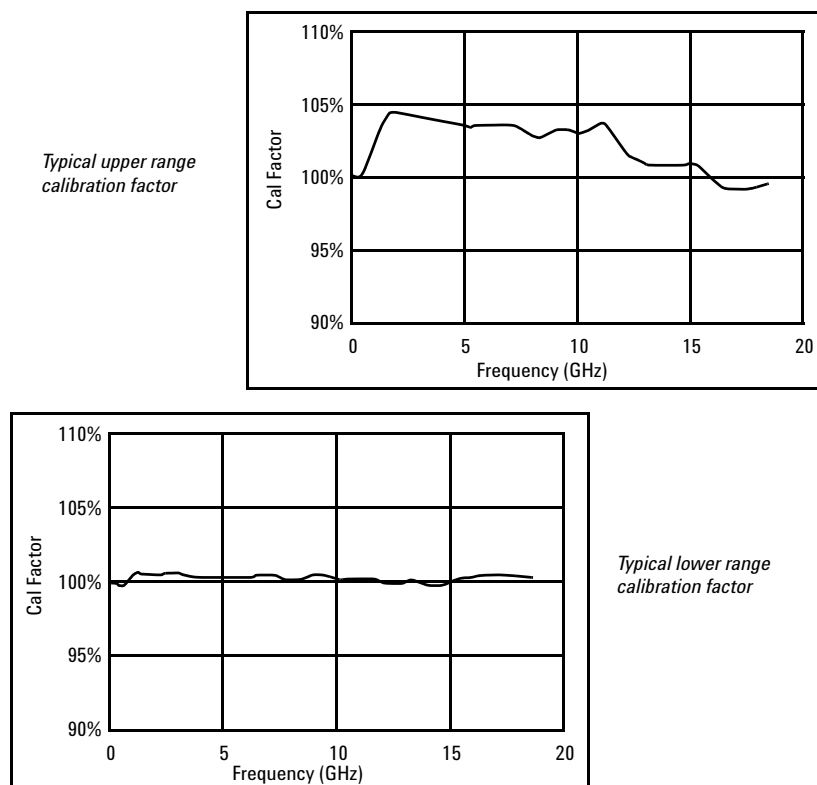 110%
105%
100%
95%
90%
Cal Factor
0 5 10 15 20
Frequency (GHz)
Typical upper range
calibration factor
110%
105%
100%
95%
90%
Cal Factor
0 5 10 15 20
Frequency (GHz)
Typical lower range
calibration factor